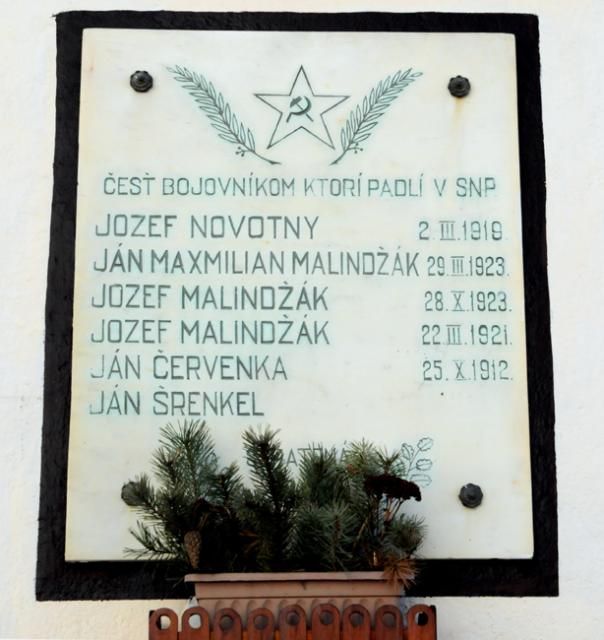 ČESŤ BOJOVNÍKOM KTORÍ PADLÍ V SNP
JOZEF NOVOTNY 2. III. 1919.
JÁN MAXMILIAN MALINDŽÁK 29. III. 1923.
JOZEF MALINDŽÁK 28. X. 1923.
JOZEF MALINDŽÁK 22. III. 1921.
JÁN ČERVENKA 25. X. 1912.
JÁN ŠRENKEL